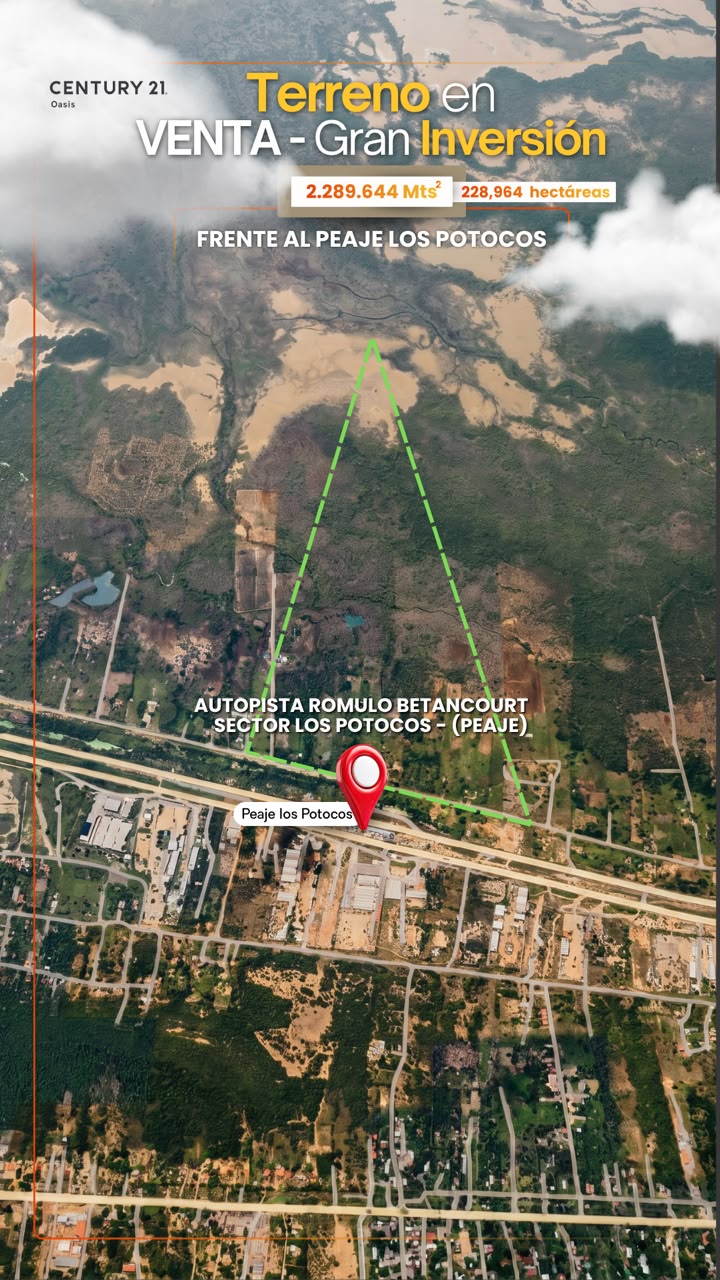 CENTURY 21.
Oasis
Terreno en
VENTA - Gran Inversión
2.289.644 Mts²
228,964 hectáreas
FRENTE AL PEAJE LOS POTOCOS
AUTOPISTA ROMULO BETANCOURT
SECTOR LOS POTOCOS - (PEAJE)_
Peaje los Potocos